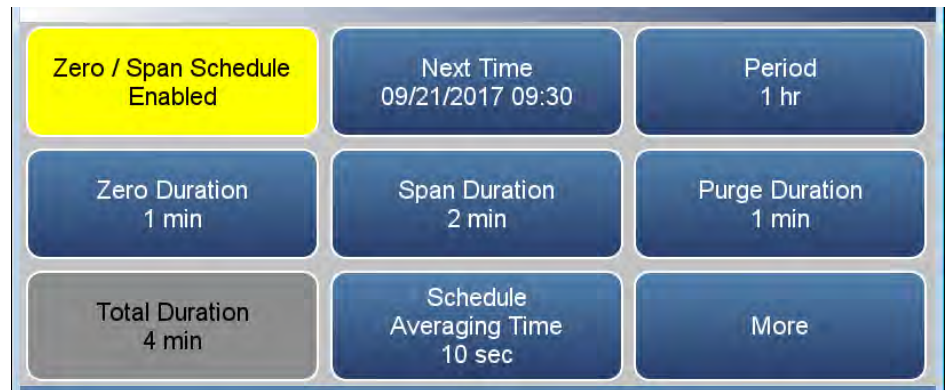 Zero / Span Schedule
Enabled
Next Time
09/21/2017 09:30
Period
1 hr
Zero Duration
1 min
Span Duration
2 min
Purge Duration
1 min
Total Duration
4 min
Schedule
Averaging Time
10 sec
More